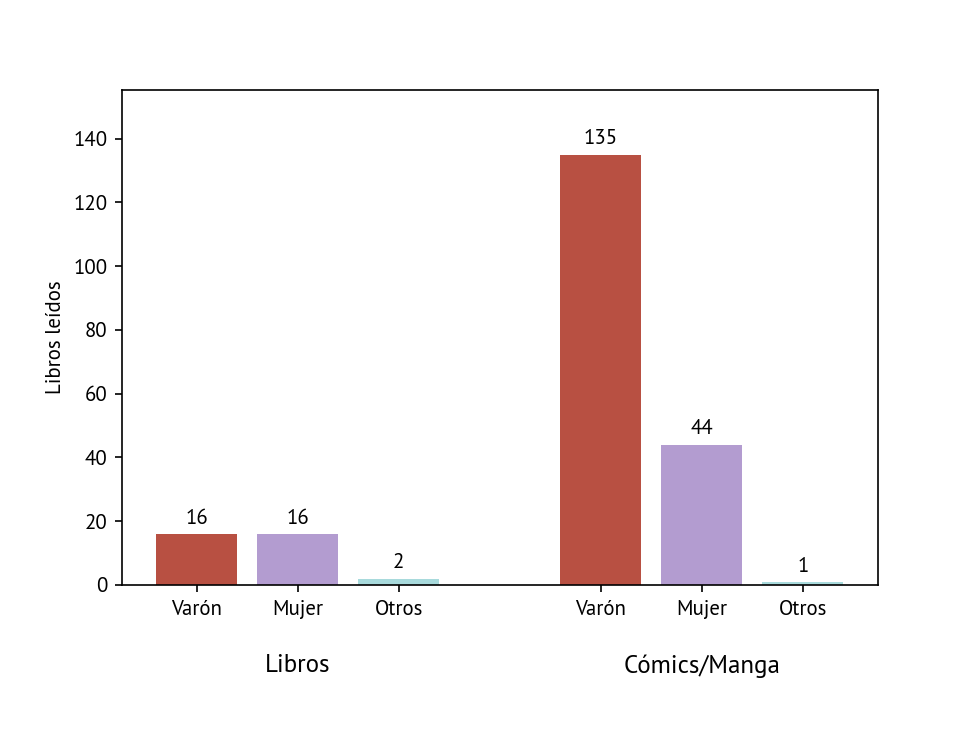 Libros leídos
140
120
100
80
60
40
20
0
16
16
2
135
44
1
Varón
Mujer
Otros
Varón
Mujer
Otros
Libros
Cómics/Manga